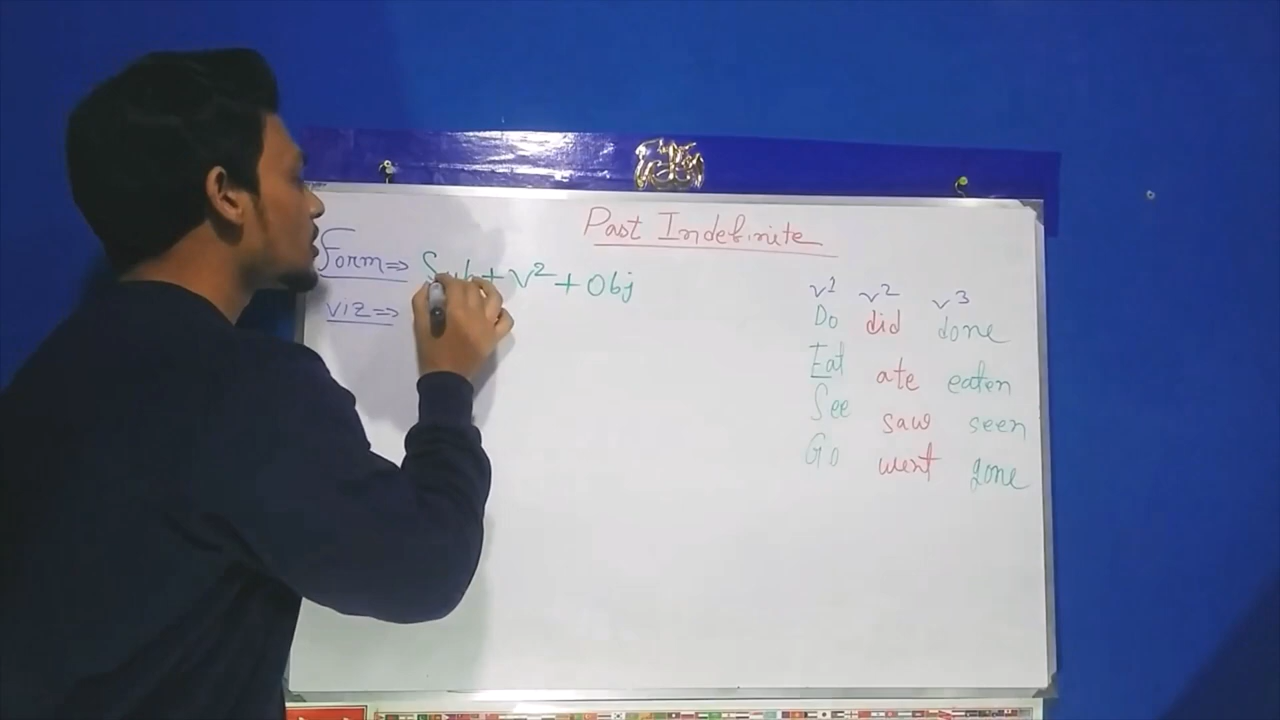 Past Indefinite
Form⇒ Sub + V² + Obj
viz⇒
v¹ v² v³
Do did done
Eat ate eaten
See saw seen
Go went gone